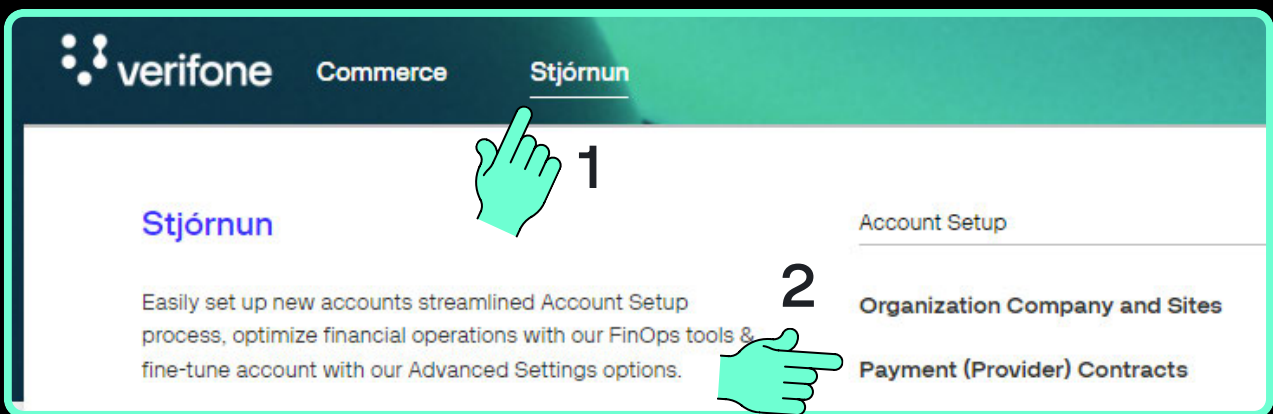 verifone Commerce Stjórnun
1
Stjórnun
Easily set up new accounts streamlined Account Setup
process, optimize financial operations with our FinOps tools &
fine-tune account with our Advanced Settings options.
Account Setup
2
Organization Company and Sites
Payment (Provider) Contracts